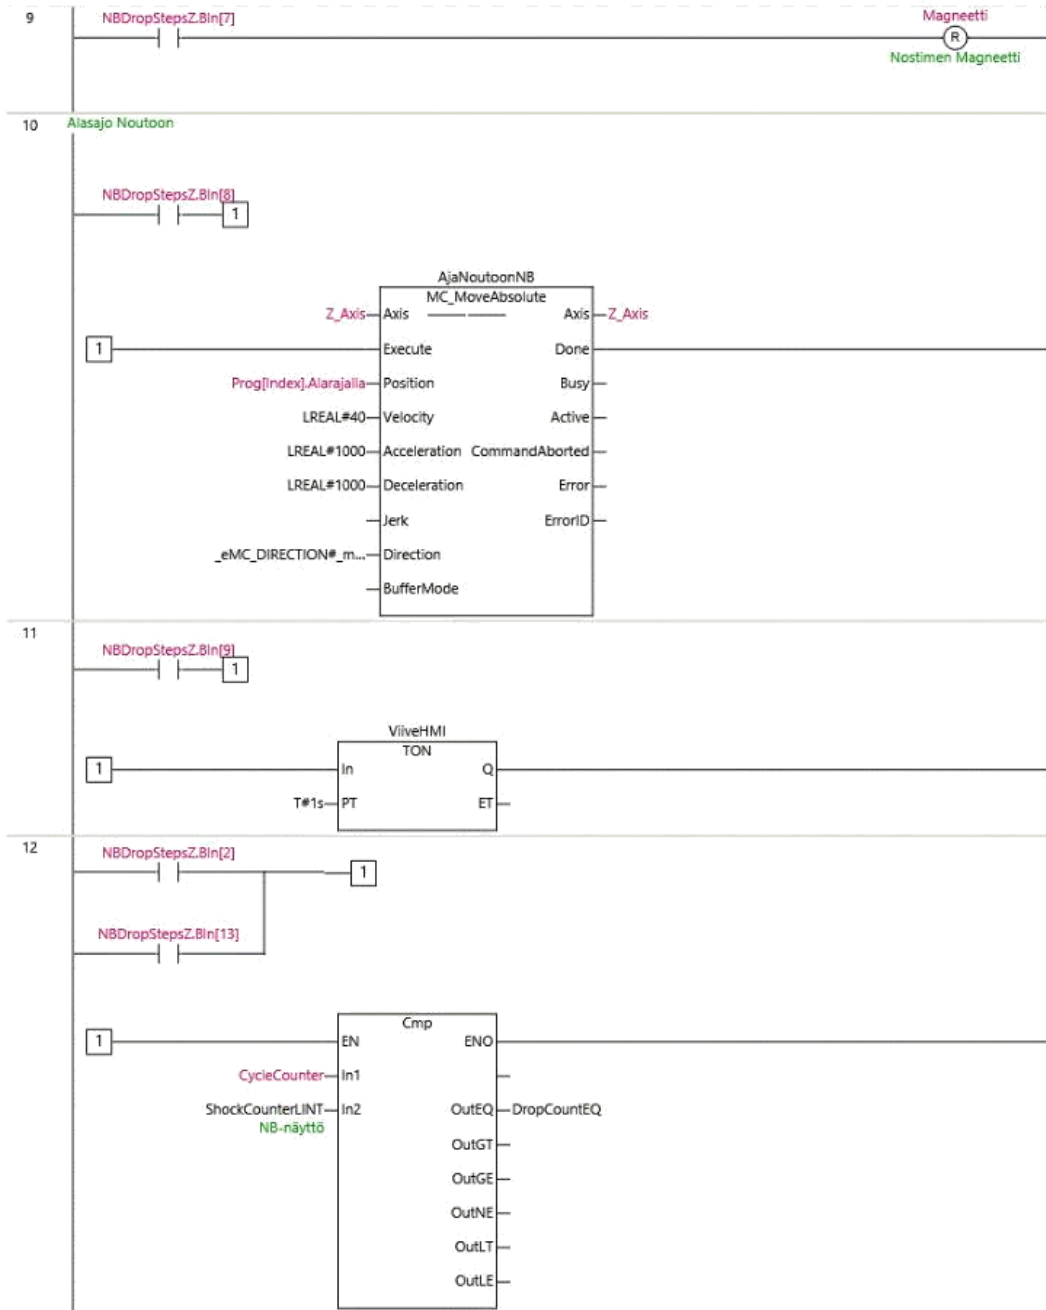 9
NBDropStepsZ.BIn[7]
Magneetti
R
Nostimen Magneetti
10
Alasajo Noutoon
NBDropStepsZ.BIn[8]
1
AjaNoutoonNB
MC_MoveAbsolute
Z_Axis Axis Axis Z_Axis
1 Execute Done
Prog[Index].Alarajalla Position Busy
LREAL#40 Velocity Active
LREAL#1000 Acceleration CommandAborted
LREAL#1000 Deceleration Error
Jerk ErrorID
_eMC_DIRECTION#_m... Direction
BufferMode
11
NBDropStepsZ.BIn[9]
1
ViiveHMI
TON
1 In Q
T#1s PT ET
12
NBDropStepsZ.BIn[2]
1
NBDropStepsZ.BIn[13]
Cmp
1 EN ENO
CycleCounter In1
ShockCounterLINT In2 OutEQ DropCountEQ
NB-näyttö
OutGT
OutGE
OutNE
OutLT
OutLE